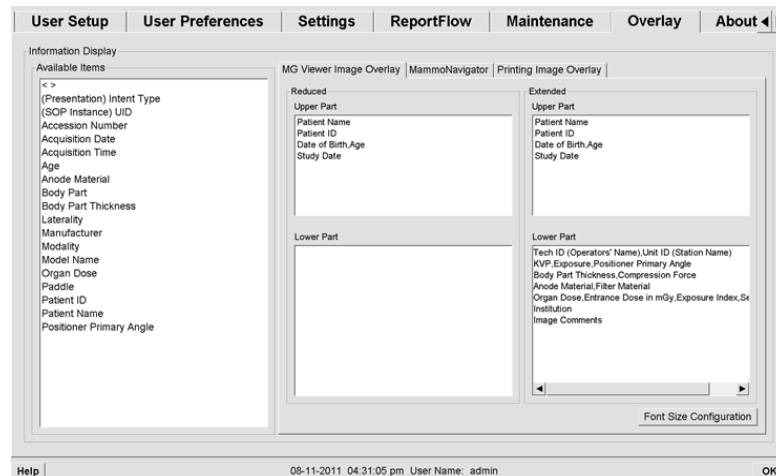 User Setup
User Preferences
Settings
ReportFlow
Maintenance
Overlay
About
Information Display
Available Items
< >
(Presentation) Intent Type
(SOP Instance) UID
Accession Number
Acquisition Date
Acquisition Time
Age
Anode Material
Body Part
Body Part Thickness
Laterality
Manufacturer
Modality
Model Name
Organ Dose
Paddle
Patient ID
Patient Name
Positioner Primary Angle
MG Viewer Image Overlay
MammoNavigator
Printing Image Overlay
Reduced
Upper Part
Patient Name
Patient ID
Date of Birth,Age
Study Date
Lower Part
Extended
Upper Part
Patient Name
Patient ID
Date of Birth,Age
Study Date
Lower Part
Tech ID (Operators' Name),Unit ID (Station Name)
KVP,Exposure,Positioner Primary Angle
Body Part Thickness,Compression Force
Anode Material,Filter Material
Organ Dose,Entrance Dose in mGy,Exposure Index,Se
Institution
Image Comments
Font Size Configuration
Help
08-11-2011 04:31:05 pm User Name: admin
OK